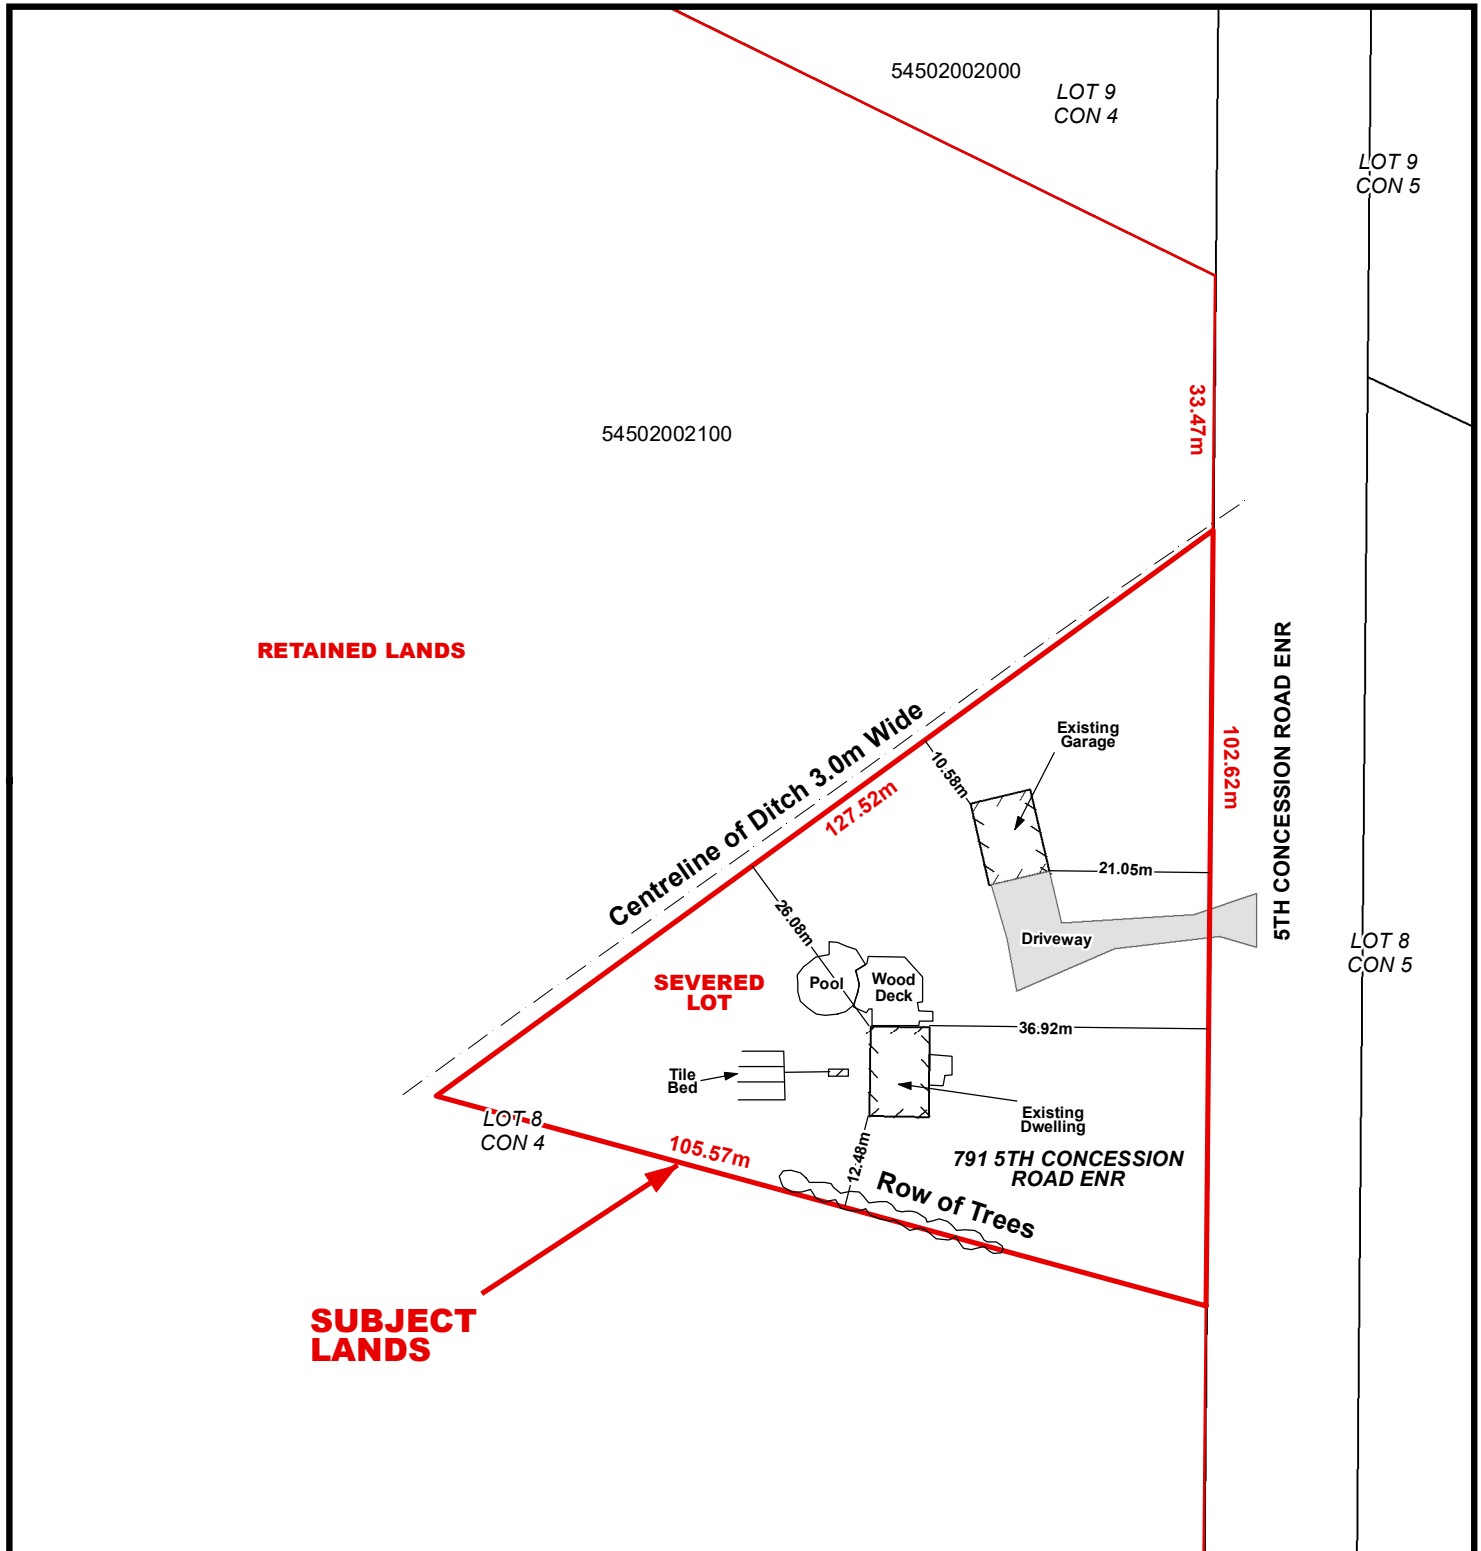 54502002000
LOT 9
CON 4
LOT 9
CON 5
33.47m
54502002100
RETAINED LANDS
5TH CONCESSION ROAD ENR
Centreline of Ditch 3.0m Wide
127.52m
10.58m
Existing
Garage
102.62m
21.05m
26.08m
Driveway
LOT 8
CON 5
SEVERED
LOT
Pool
Wood
Deck
36.92m
Tile
Bed
Existing
Dwelling
LOT 8
CON 4
105.57m
12.48m
791 5TH CONCESSION
ROAD ENR
Row of Trees
SUBJECT
LANDS